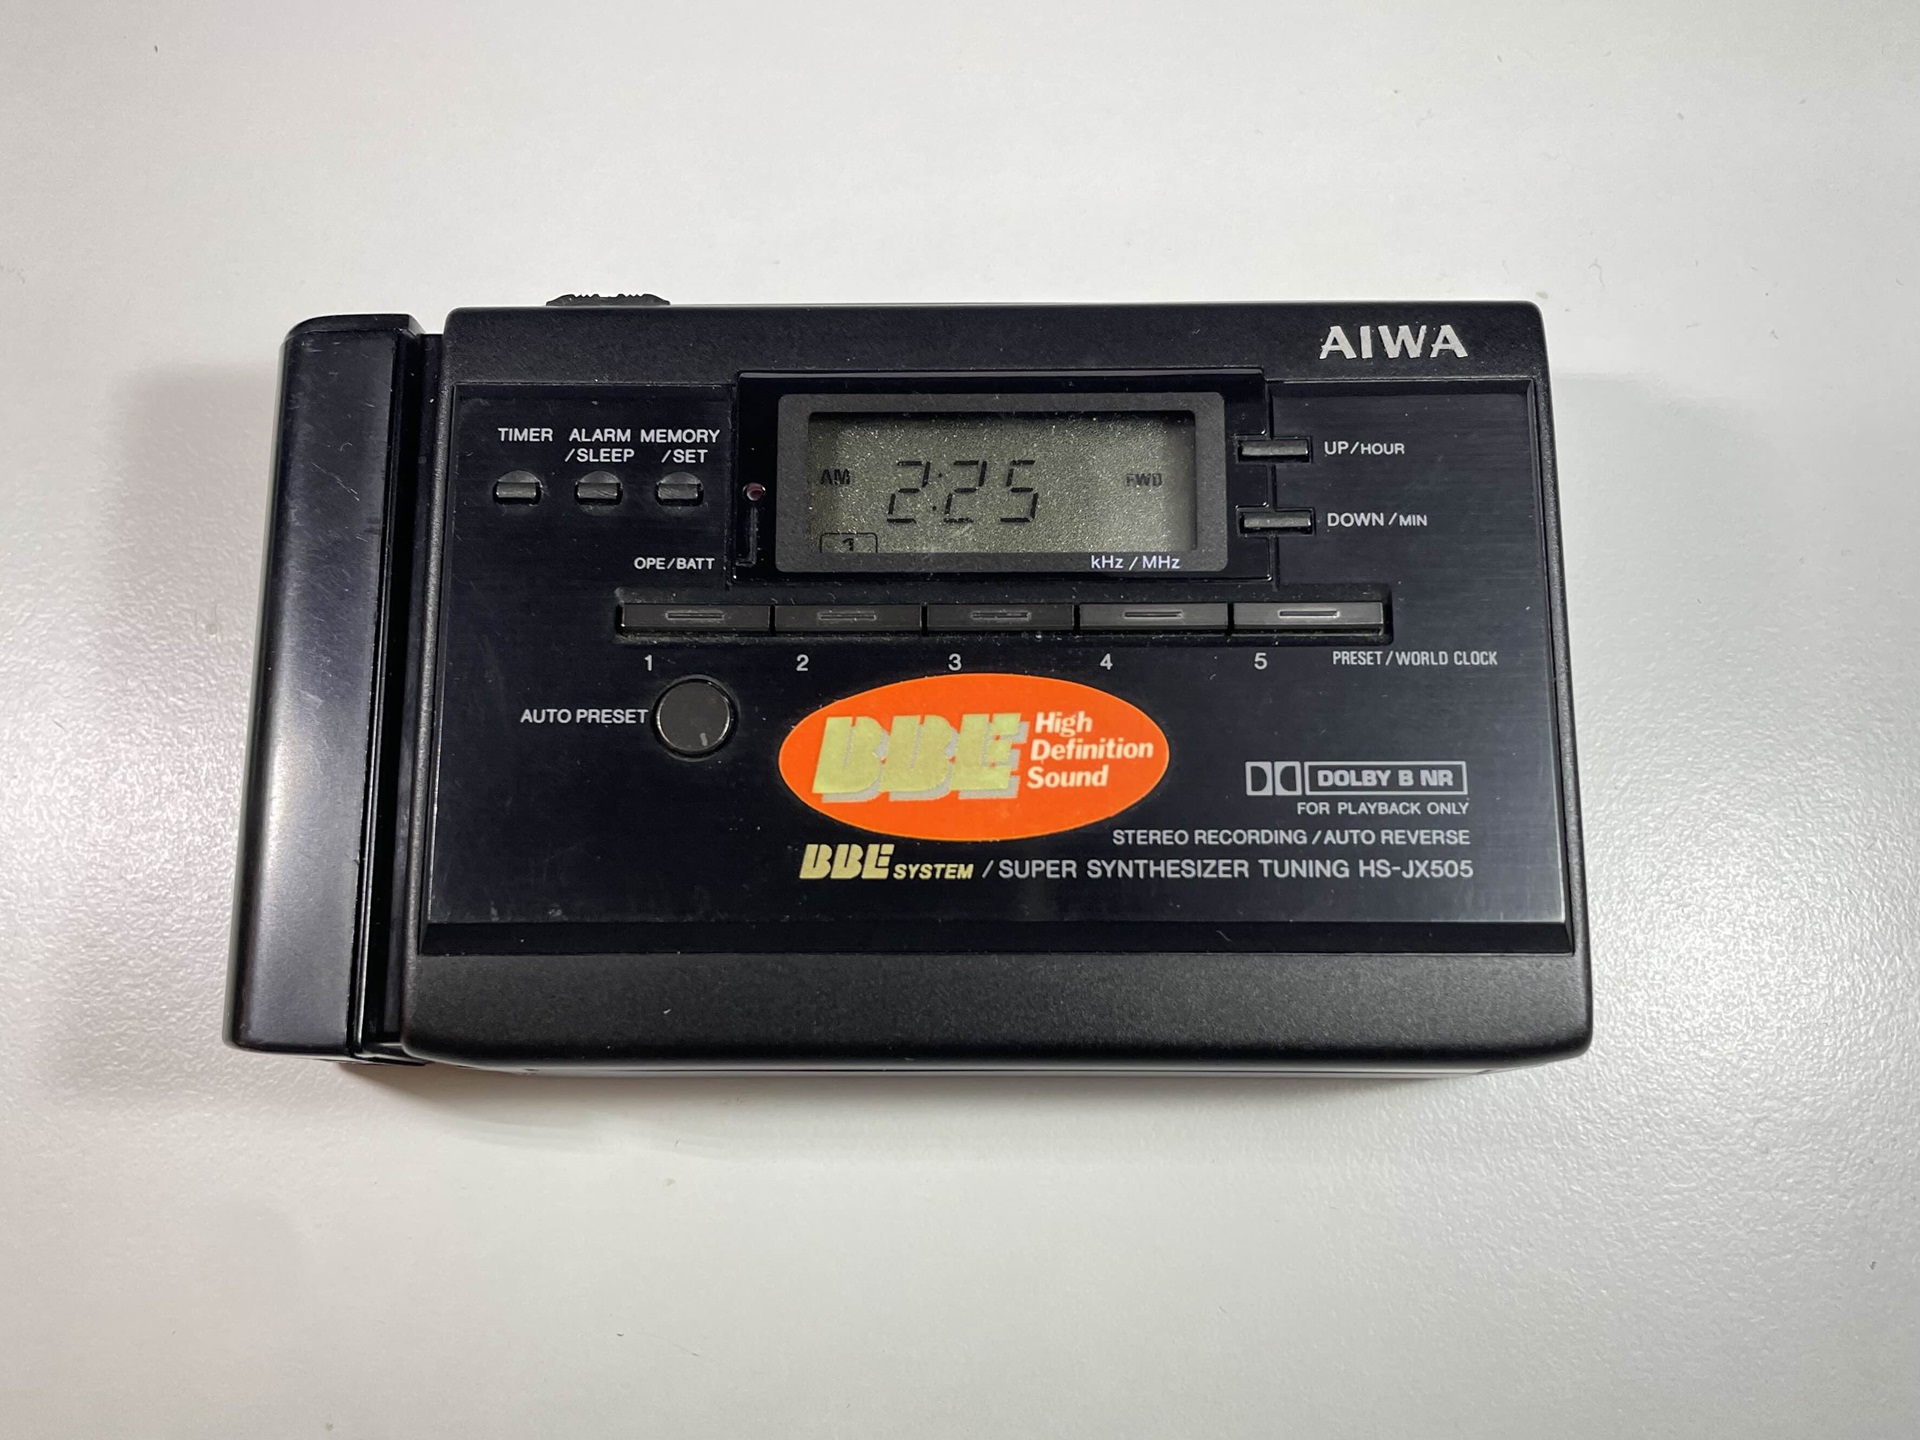 AIWA
TIMER ALARM MEMORY
/SLEEP /SET
UP/HOUR
AM 2:25 FWD
DOWN/MIN
1
OPE/BATT
kHz / MHz
1 2 3 4 5 PRESET/WORLD CLOCK
AUTO PRESET
BBE High
Definition
Sound
DOLBY B NR
FOR PLAYBACK ONLY
STEREO RECORDING/AUTO REVERSE
BBE SYSTEM / SUPER SYNTHESIZER TUNING HS-JX505